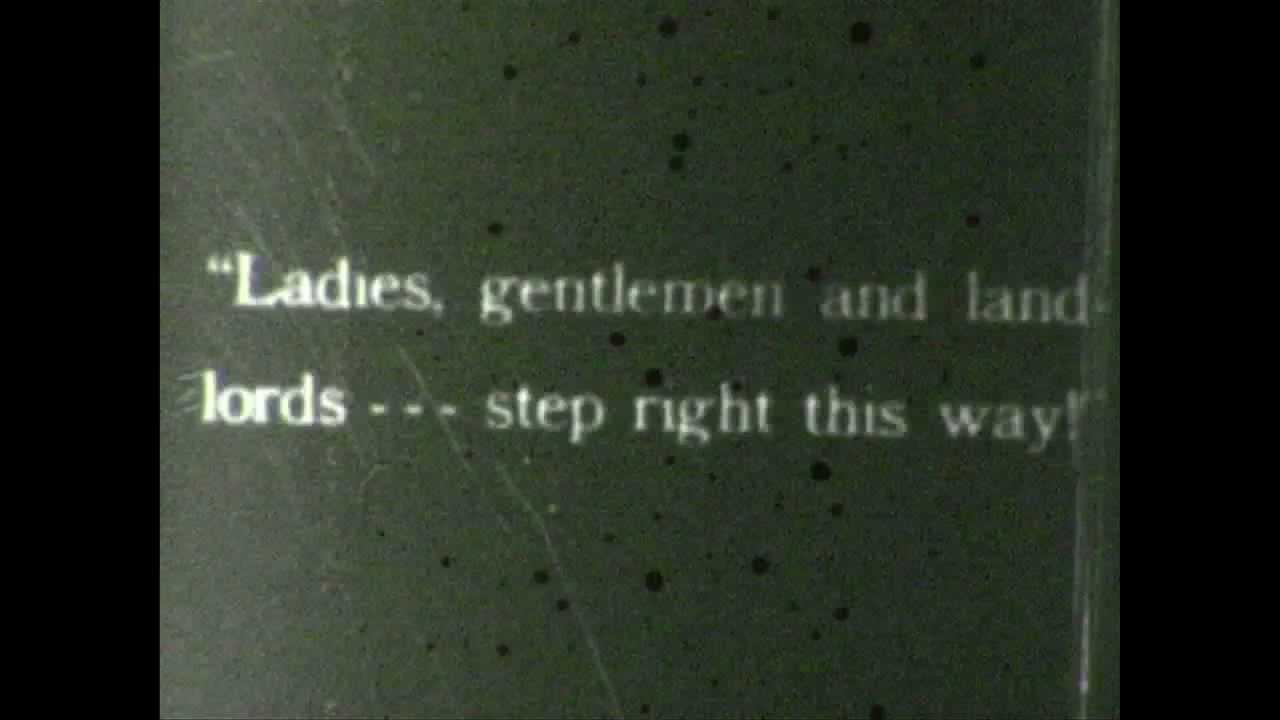 “Ladies, gentlemen and land-
lords --- step right this way!”